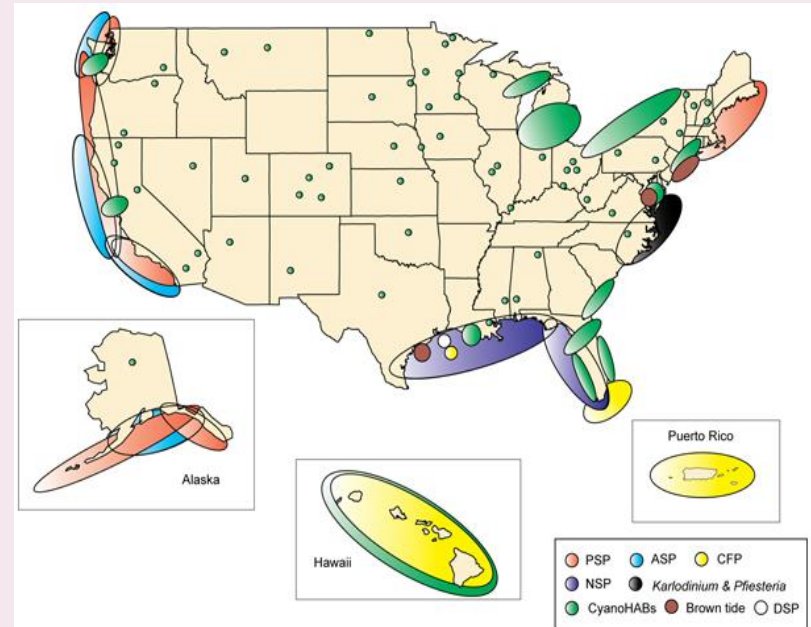 Alaska
Hawaii
Puerto Rico
PSP ASP CFP
NSP Karlodinium & Pfiesteria
CyanoHABs Brown tide DSP